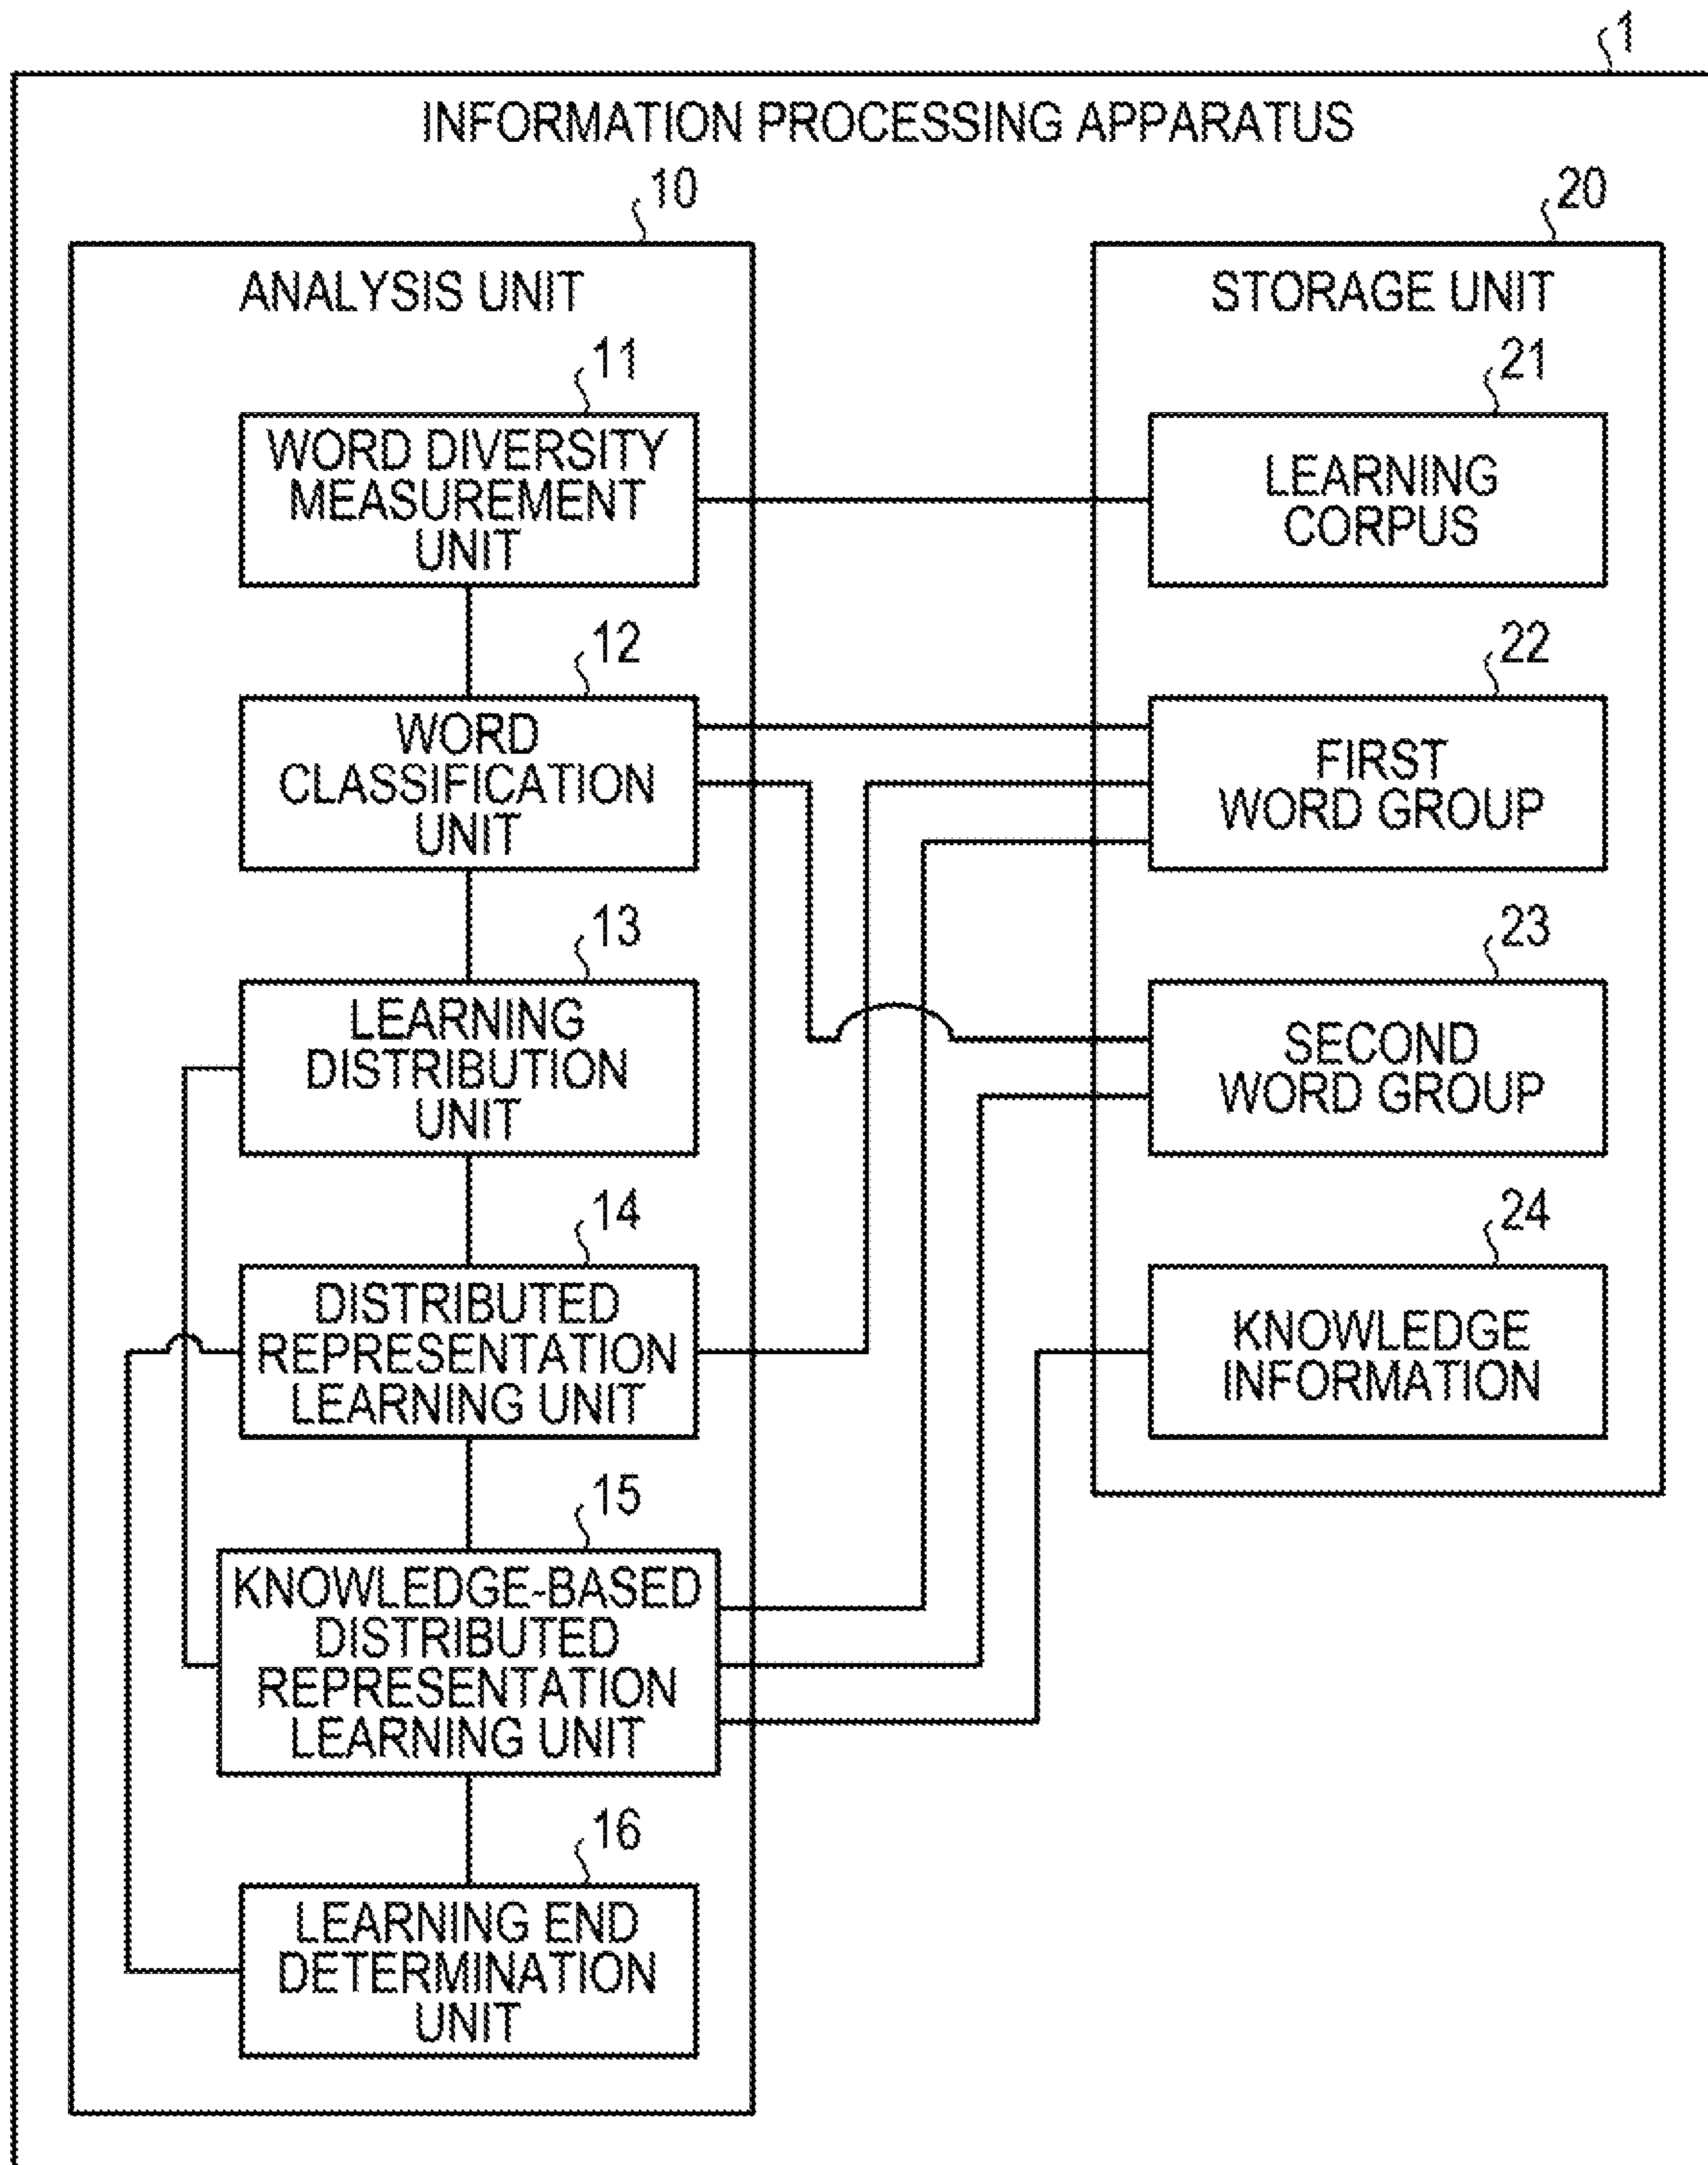 1
INFORMATION PROCESSING APPARATUS
10
ANALYSIS UNIT
11
WORD DIVERSITY
MEASUREMENT
UNIT
12
WORD
CLASSIFICATION
UNIT
13
LEARNING
DISTRIBUTION
UNIT
14
DISTRIBUTED
REPRESENTATION
LEARNING UNIT
15
KNOWLEDGE-BASED
DISTRIBUTED
REPRESENTATION
LEARNING UNIT
16
LEARNING END
DETERMINATION
UNIT
20
STORAGE UNIT
21
LEARNING
CORPUS
22
FIRST
WORD GROUP
23
SECOND
WORD GROUP
24
KNOWLEDGE
INFORMATION